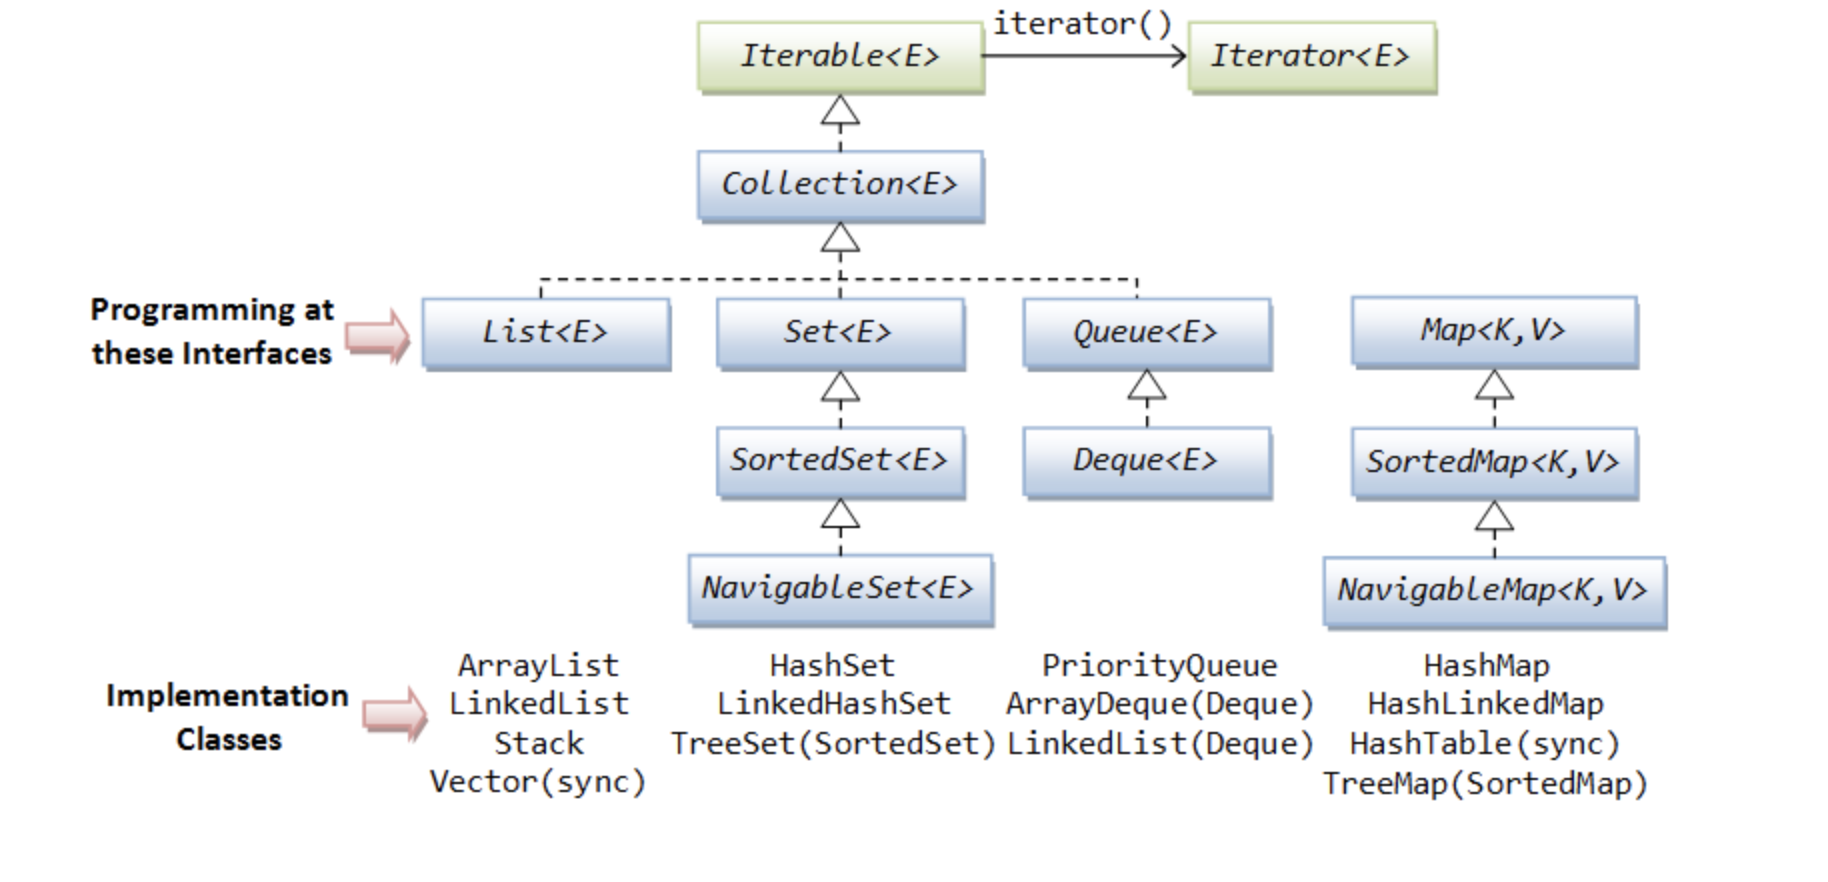 iterator()
Iterable<E>
Iterator<E>
Collection<E>
Programming at
these Interfaces
List<E>
Set<E>
Queue<E>
Map<K,V>
SortedSet<E>
Deque<E>
SortedMap<K,V>
NavigableSet<E>
NavigableMap<K,V>
Implementation
Classes
ArrayList
LinkedList
Stack
Vector(sync)
HashSet
LinkedHashSet
TreeSet(SortedSet)
PriorityQueue
ArrayDeque(Deque)
LinkedList(Deque)
HashMap
HashLinkedMap
HashTable(sync)
TreeMap(SortedMap)